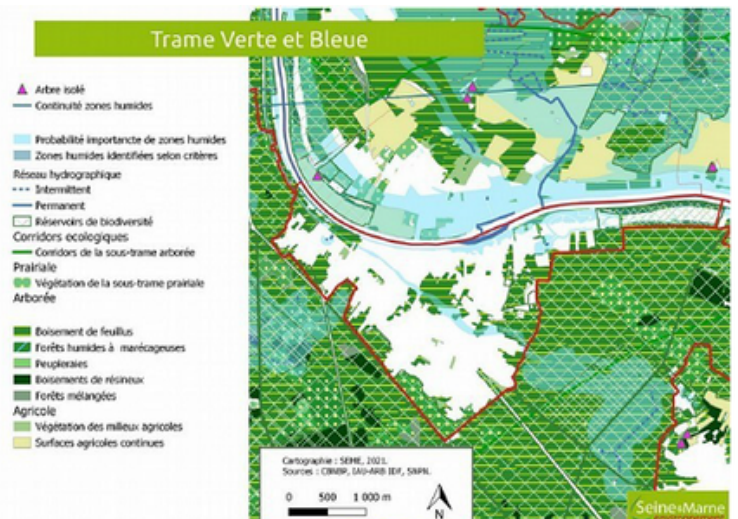 Trame Verte et Bleue
Arbre isolé
Continuité zones humides
Probabilité importancte de zones humides
Zones humides identifiées selon critères
Réseau hydrographique
Intermittent
Permanent
Réservoirs de biodiversité
Corridors ecologiques
Corridors de la sous-trame arborée
Prairiale
Végétation de la sous-trame prairiale
Arborée
Boisement de feuillus
Forêts humides à marécageuses
Peupleraies
Boisements de résineux
Forêts mélangées
Agricole
Végétation des milieux agricoles
Surfaces agricoles continues
Cartographie : SEME, 2021.
Sources : CBNBP, IAU-ARB IDF, SNPN.
0 500 1 000 m
N
Seine&Marne